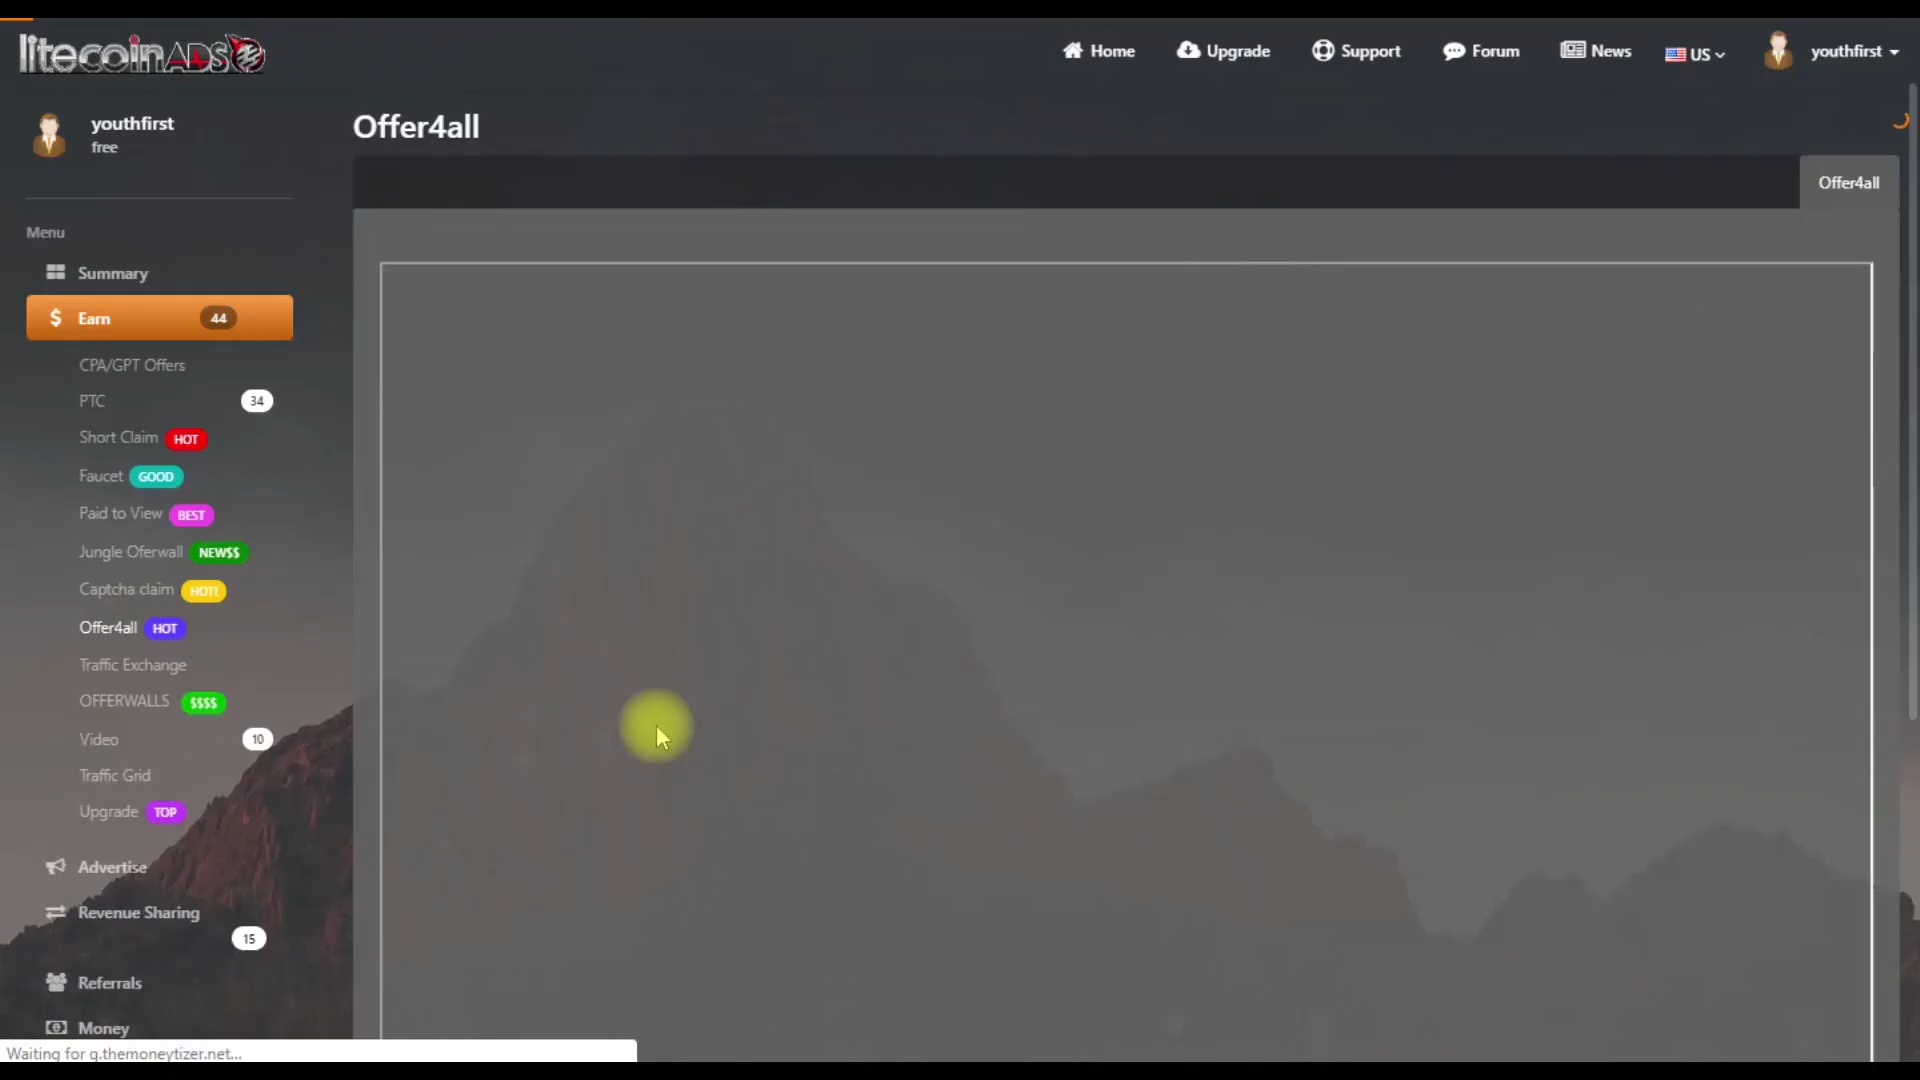 litecoinADS
Home
Upgrade
Support
Forum
News
US
youthfirst
youthfirst
free
Offer4all
Offer4all
Menu
Summary
$ Earn 44
CPA/GPT Offers
PTC 34
Short Claim HOT
Faucet GOOD
Paid to View BEST
Jungle Oferwall NEW$$
Captcha claim HOT!
Offer4all HOT
Traffic Exchange
OFFERWALLS $$$$
Video 10
Traffic Grid
Upgrade TOP
Advertise
Revenue Sharing
15
Referrals
Money
Waiting for q.themoneytizer.net...